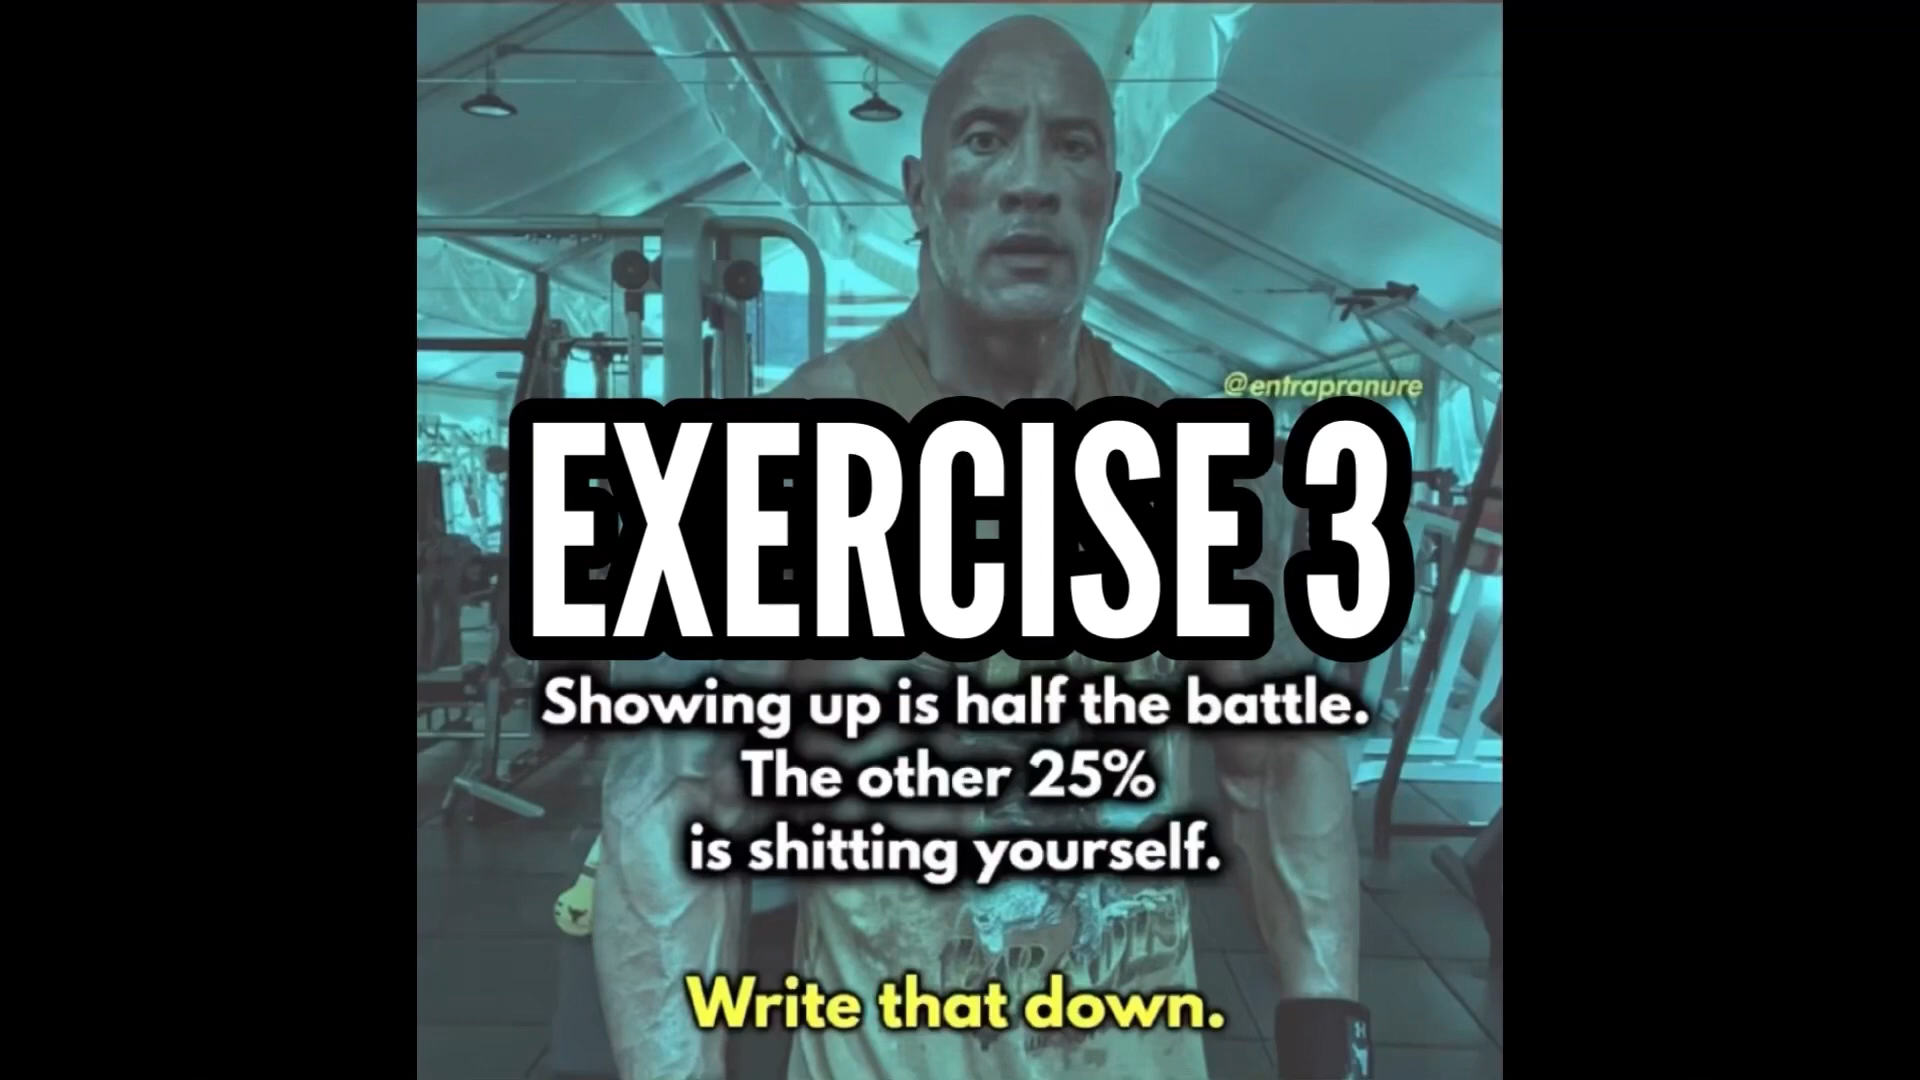 @entrapranure
EXERCISE 3
Showing up is half the battle.
The other 25%
is shitting yourself.
Write that down.